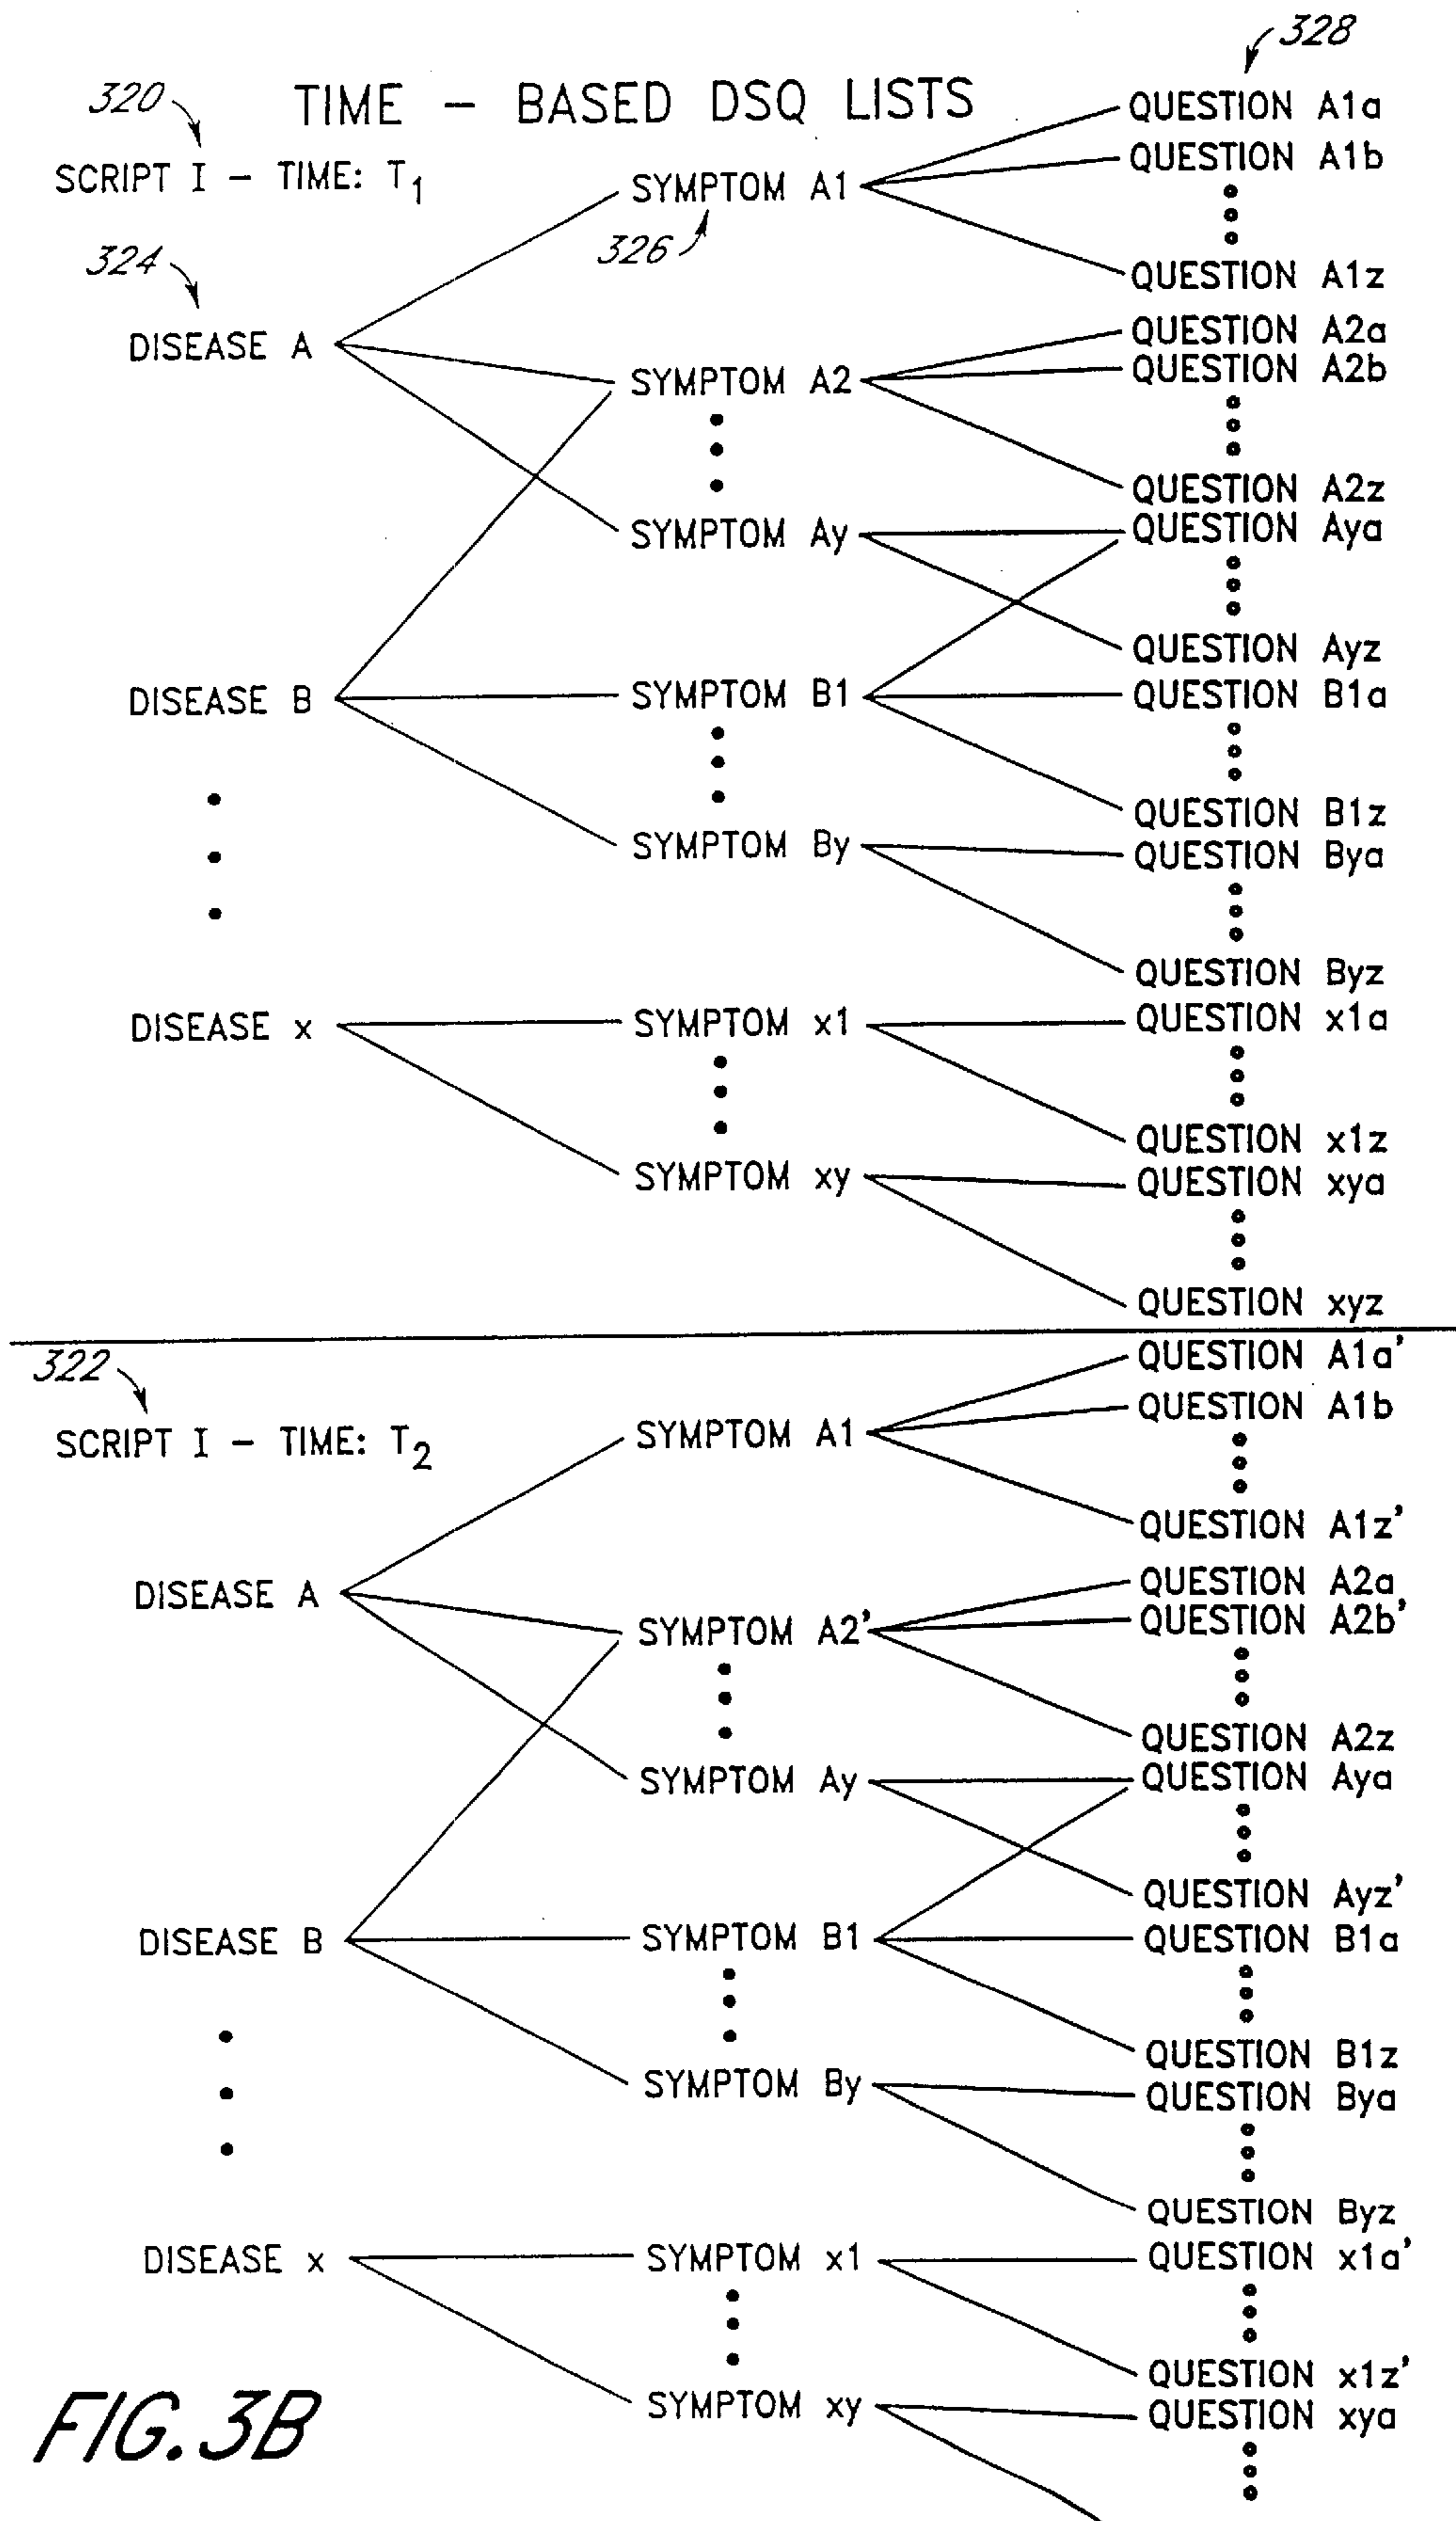 328
320
TIME – BASED DSQ LISTS
QUESTION A1a
SCRIPT I – TIME: T1
SYMPTOM A1
QUESTION A1b
326
324
QUESTION A1z
DISEASE A
QUESTION A2a
SYMPTOM A2
QUESTION A2b
QUESTION A2z
SYMPTOM Ay
QUESTION Aya
QUESTION Ayz
DISEASE B
SYMPTOM B1
QUESTION B1a
QUESTION B1z
SYMPTOM By
QUESTION Bya
QUESTION Byz
DISEASE x
SYMPTOM x1
QUESTION x1a
QUESTION x1z
SYMPTOM xy
QUESTION xya
QUESTION xyz
322
QUESTION A1a'
SCRIPT I – TIME: T2
SYMPTOM A1
QUESTION A1b
QUESTION A1z'
DISEASE A
QUESTION A2a
SYMPTOM A2'
QUESTION A2b'
QUESTION A2z
SYMPTOM Ay
QUESTION Aya
QUESTION Ayz'
DISEASE B
SYMPTOM B1
QUESTION B1a
QUESTION B1z
SYMPTOM By
QUESTION Bya
QUESTION Byz
DISEASE x
SYMPTOM x1
QUESTION x1a'
QUESTION x1z'
SYMPTOM xy
QUESTION xya
FIG. 3B